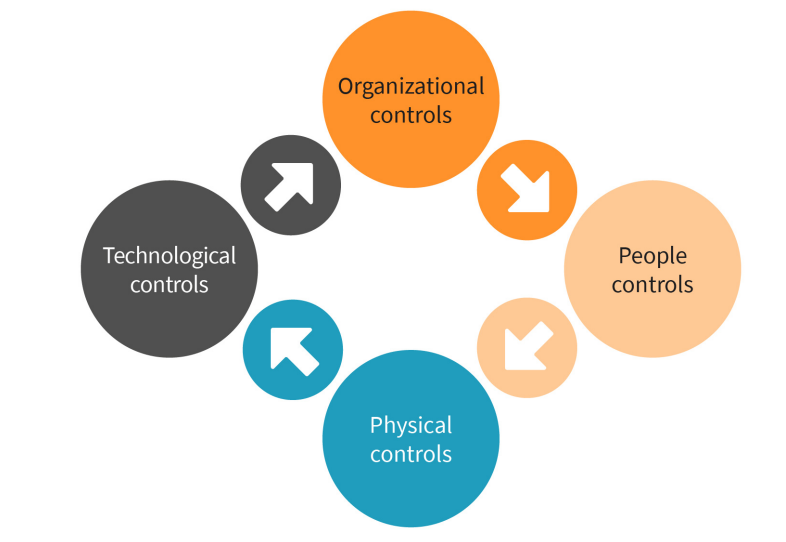 Organizational
controls
Technological
controls
People
controls
Physical
controls